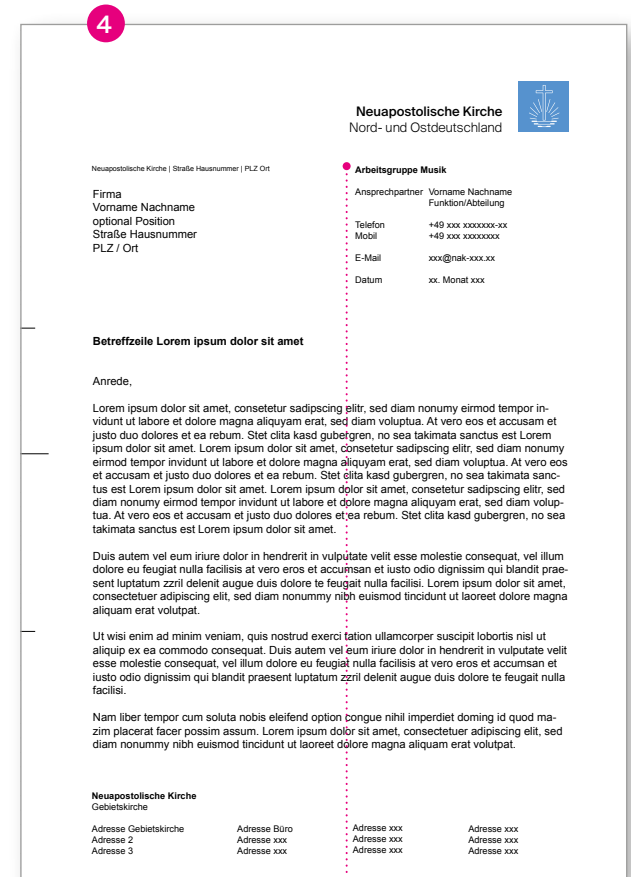 4
Neuapostolische Kirche
Nord- und Ostdeutschland
Neuapostolische Kirche | Straße Hausnummer | PLZ Ort
Firma
Vorname Nachname
optional Position
Straße Hausnummer
PLZ / Ort
Arbeitsgruppe Musik
Ansprechpartner Vorname Nachname
Funktion/Abteilung
Telefon +49 xxx xxxxxxx-xx
Mobil +49 xxx xxxxxxxx
E-Mail xxx@nak-xxx.xx
Datum xx. Monat xxx
Betreffzeile Lorem ipsum dolor sit amet
Anrede,
Lorem ipsum dolor sit amet, consetetur sadipscing elitr, sed diam nonumy eirmod tempor in-
vidunt ut labore et dolore magna aliquyam erat, sed diam voluptua. At vero eos et accusam et
justo duo dolores et ea rebum. Stet clita kasd gubergren, no sea takimata sanctus est Lorem
ipsum dolor sit amet. Lorem ipsum dolor sit amet, consetetur sadipscing elitr, sed diam nonumy
eirmod tempor invidunt ut labore et dolore magna aliquyam erat, sed diam voluptua. At vero eos
et accusam et justo duo dolores et ea rebum. Stet clita kasd gubergren, no sea takimata sanc-
tus est Lorem ipsum dolor sit amet. Lorem ipsum dolor sit amet, consetetur sadipscing elitr, sed
diam nonumy eirmod tempor invidunt ut labore et dolore magna aliquyam erat, sed diam volup-
tua. At vero eos et accusam et justo duo dolores et ea rebum. Stet clita kasd gubergren, no sea
takimata sanctus est Lorem ipsum dolor sit amet.
Duis autem vel eum iriure dolor in hendrerit in vulputate velit esse molestie consequat, vel illum
dolore eu feugiat nulla facilisis at vero eros et accumsan et iusto odio dignissim qui blandit prae-
sent luptatum zzril delenit augue duis dolore te feugait nulla facilisi. Lorem ipsum dolor sit amet,
consectetuer adipiscing elit, sed diam nonummy nibh euismod tincidunt ut laoreet dolore magna
aliquam erat volutpat.
Ut wisi enim ad minim veniam, quis nostrud exerci tation ullamcorper suscipit lobortis nisl ut
aliquip ex ea commodo consequat. Duis autem vel eum iriure dolor in hendrerit in vulputate velit
esse molestie consequat, vel illum dolore eu feugiat nulla facilisis at vero eros et accumsan et
iusto odio dignissim qui blandit praesent luptatum zzril delenit augue duis dolore te feugait nulla
facilisi.
Nam liber tempor cum soluta nobis eleifend option congue nihil imperdiet doming id quod ma-
zim placerat facer possim assum. Lorem ipsum dolor sit amet, consectetuer adipiscing elit, sed
diam nonummy nibh euismod tincidunt ut laoreet dolore magna aliquam erat volutpat.
Neuapostolische Kirche
Gebietskirche
Adresse Gebietskirche Adresse Büro Adresse xxx Adresse xxx
Adresse 2 Adresse xxx Adresse xxx Adresse xxx
Adresse 3 Adresse xxx Adresse xxx Adresse xxx